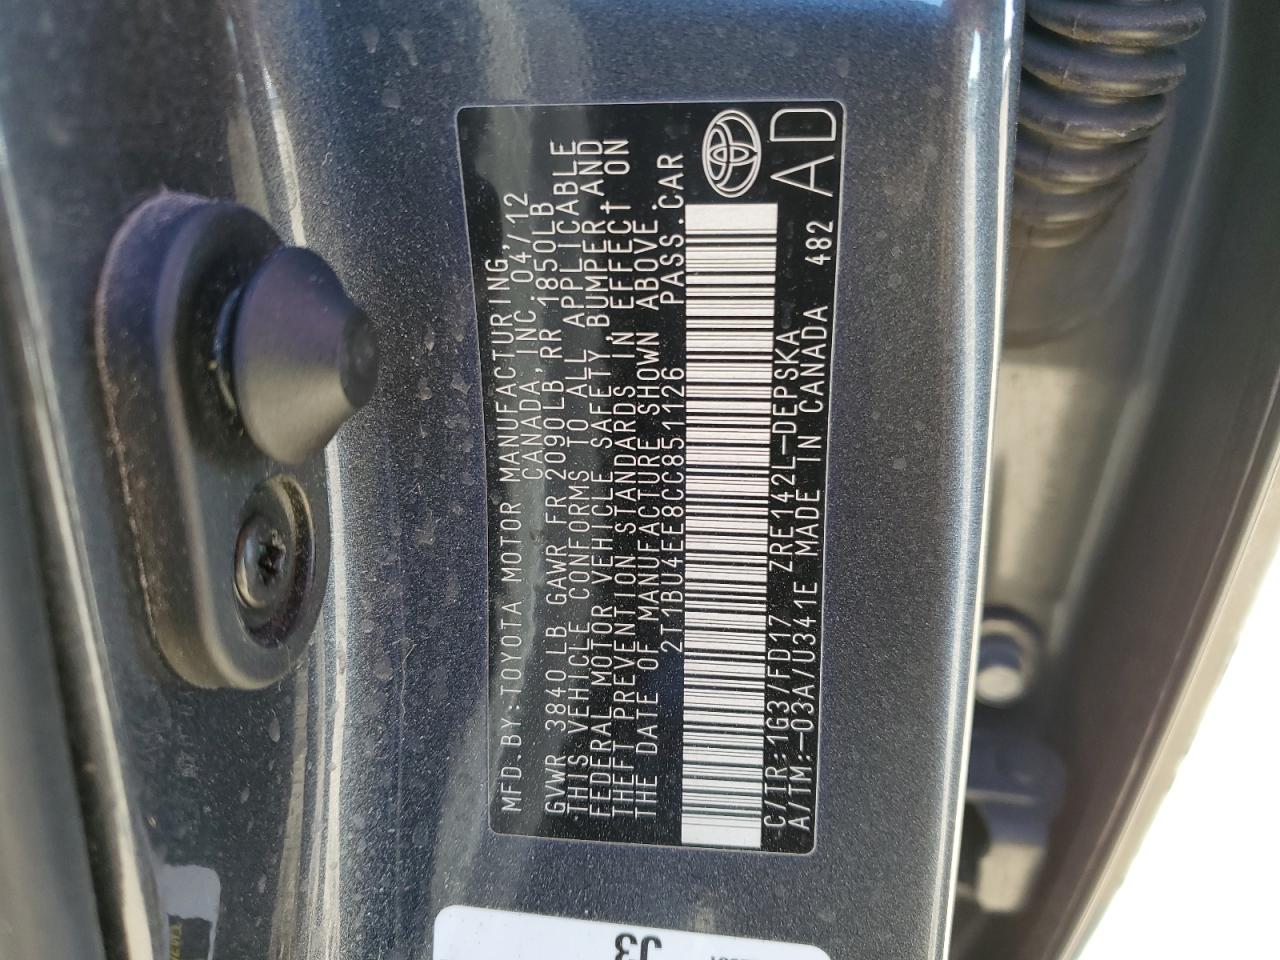 MFD. BY: TOYOTA MOTOR MANUFACTURING,
CANADA, INC. 04/12
GVWR 3840 LB GAWR FR 2090LB, RR 1850LB
THIS VEHICLE CONFORMS TO ALL APPLICABLE
FEDERAL MOTOR VEHICLE SAFETY, BUMPER, AND
THEFT PREVENTION STANDARDS IN EFFECT ON
THE DATE OF MANUFACTURE SHOWN ABOVE.
2T1BU4EE8CC851126 PASS.CAR
C/TR:1G3/FD17 ZRE142L-DEPSKA
A/TM:-03A/U341E MADE IN CANADA 482
AD
J3